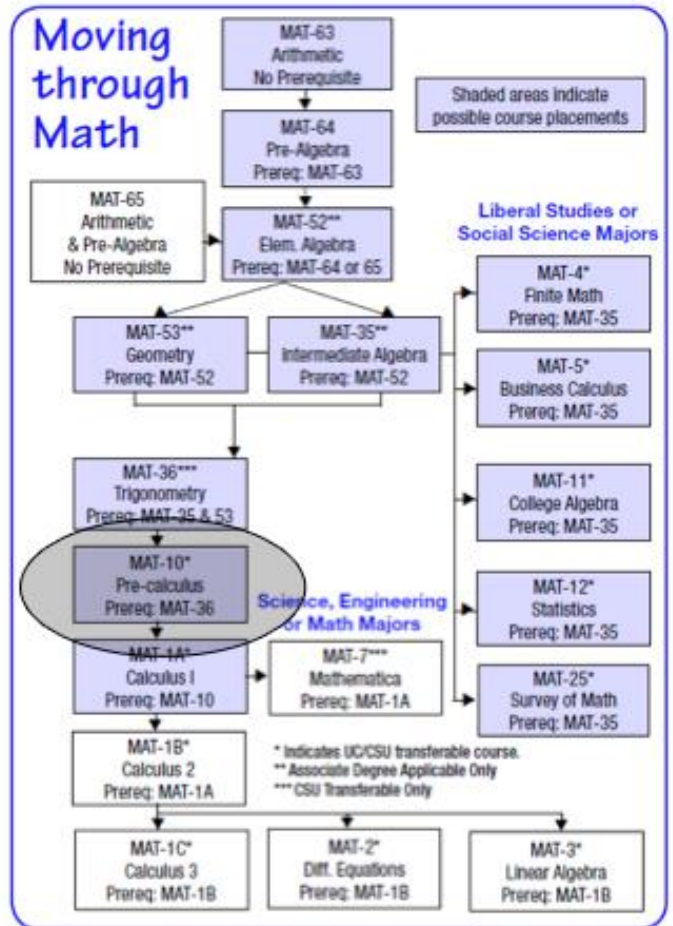 Moving
through
Math
MAT-63
Arithmetic
No Prerequisite
Shaded areas indicate
possible course placements
MAT-64
Pre-Algebra
Prereq: MAT-63
MAT-65
Arithmetic
& Pre-Algebra
No Prerequisite
MAT-52**
Elem. Algebra
Prereq: MAT-64 or 65
Liberal Studies or
Social Science Majors
MAT-4*
Finite Math
Prereq: MAT-35
MAT-53**
Geometry
Prereq: MAT-52
MAT-35**
Intermediate Algebra
Prereq: MAT-52
MAT-5*
Business Calculus
Prereq: MAT-35
MAT-36***
Trigonometry
Prereq: MAT-35 & 53
MAT-11*
College Algebra
Prereq: MAT-35
MAT-10*
Pre-calculus
Prereq: MAT-36
Science, Engineering
or Math Majors
MAT-12*
Statistics
Prereq: MAT-35
MAT-1A*
Calculus I
Prereq: MAT-10
MAT-7***
Mathematica
Prereq: MAT-1A
MAT-25*
Survey of Math
Prereq: MAT-35
MAT-1B*
Calculus 2
Prereq: MAT-1A
* Indicates UC/CSU transferable course.
** Associate Degree Applicable Only
*** CSU Transferable Only
MAT-1C*
Calculus 3
Prereq: MAT-1B
MAT-2*
Diff. Equations
Prereq: MAT-1B
MAT-3*
Linear Algebra
Prereq: MAT-1B